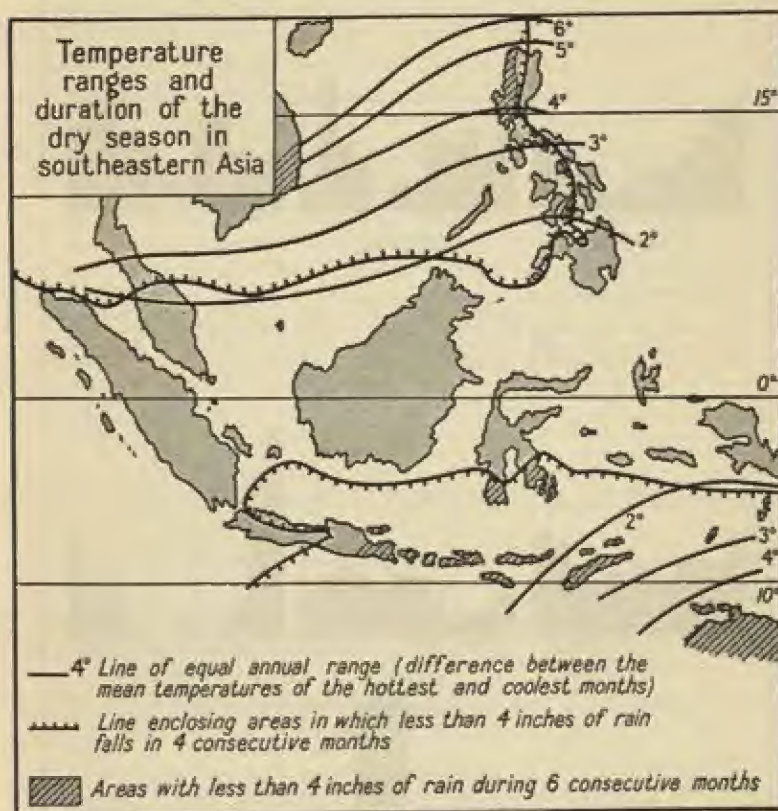 Temperature
ranges and
duration of the
dry season in
southeastern Asia
6°
5°
15°
4°
3°
2°
0°
2°
3°
4°
10°
4° Line of equal annual range (difference between the
mean temperatures of the hottest and coolest months)
Line enclosing areas in which less than 4 inches of rain
falls in 4 consecutive months
Areas with less than 4 inches of rain during 6 consecutive months